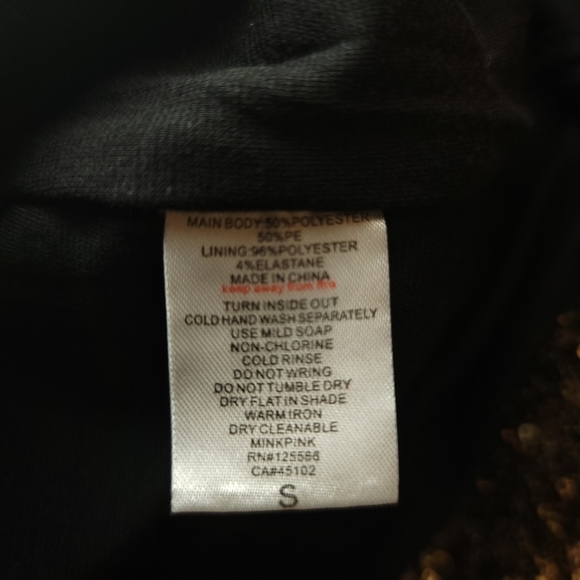 MAIN BODY:50%POLYESTER
50%PE
LINING:96%POLYESTER
4%ELASTANE
MADE IN CHINA
keep away from fire
TURN INSIDE OUT
COLD HAND WASH SEPARATELY
USE MILD SOAP
NON-CHLORINE
COLD RINSE
DO NOT WRING
DO NOT TUMBLE DRY
DRY FLAT IN SHADE
WARM IRON
DRY CLEANABLE
MINKPINK
RN#125586
CA#45102
S